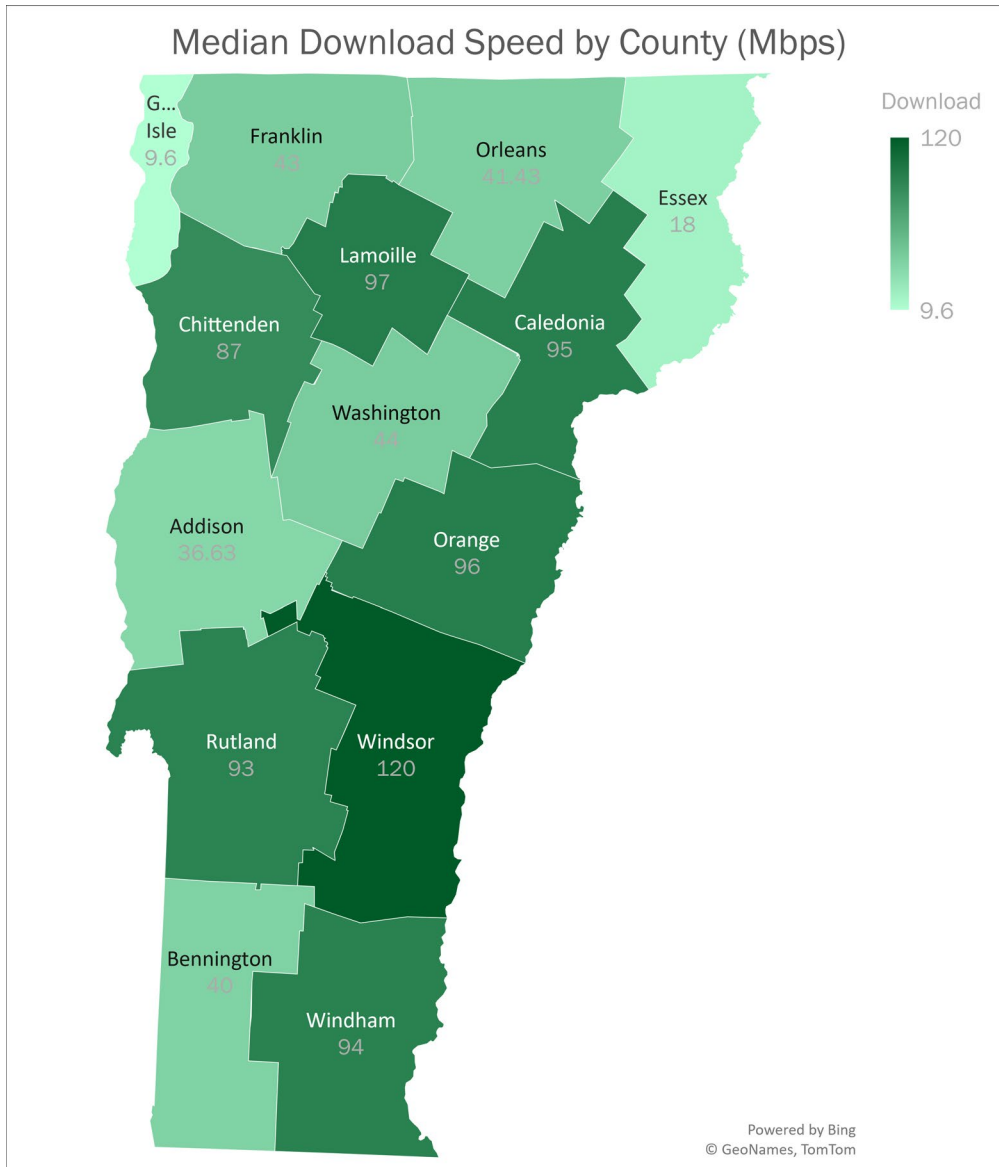 Median Download Speed by County (Mbps)
Download
120
9.6
G...
Isle
9.6
Franklin
43
Orleans
41.43
Essex
18
Lamoille
97
Chittenden
87
Caledonia
95
Washington
44
Addison
36.63
Orange
96
Rutland
93
Windsor
120
Bennington
40
Windham
94
Powered by Bing
© GeoNames, TomTom